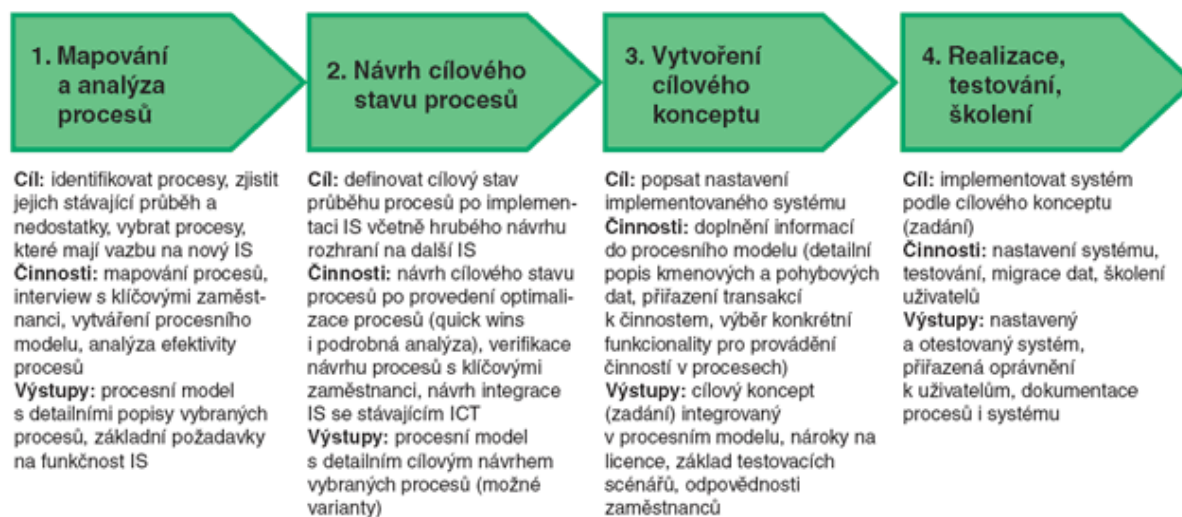 1. Mapování
a analýza
procesů
2. Návrh cílového
stavu procesů
3. Vytvoření
cílového
konceptu
4. Realizace,
testování,
školení
Cíl: identifikovat procesy, zjistit
jejich stávající průběh a
nedostatky, vybrat procesy,
které mají vazbu na nový IS
Činnosti: mapování procesů,
interview s klíčovými zaměst-
nanci, vytváření procesního
modelu, analýza efektivity
procesů
Výstupy: procesní model
s detailními popisy vybraných
procesů, základní požadavky
na funkčnost IS
Cíl: definovat cílový stav
průběhu procesů po implemen-
taci IS včetně hrubého návrhu
rozhraní na další IS
Činnosti: návrh cílového stavu
procesů po provedení optimali-
zace procesů (quick wins
i podrobná analýza), verifikace
návrhu procesů s klíčovými
zaměstnanci, návrh integrace
IS se stávajícím ICT
Výstupy: procesní model
s detailním cílovým návrhem
vybraných procesů (možné
varianty)
Cíl: popsat nastavení
implementovaného systému
Činnosti: doplnění informací
do procesního modelu (detailní
popis kmenových a pohybových
dat, přiřazení transakcí
k činnostem, výběr konkrétní
funkcionality pro provádění
činností v procesech)
Výstupy: cílový koncept
(zadání) integrovaný
v procesním modelu, nároky na
licence, základ testovacích
scénářů, odpovědnosti
zaměstnanců
Cíl: implementovat systém
podle cílového konceptu
(zadání)
Činnosti: nastavení systému,
testování, migrace dat, školení
uživatelů
Výstupy: nastavený
a otestovaný systém,
přiřazená oprávnění
k uživatelům, dokumentace
procesů i systému